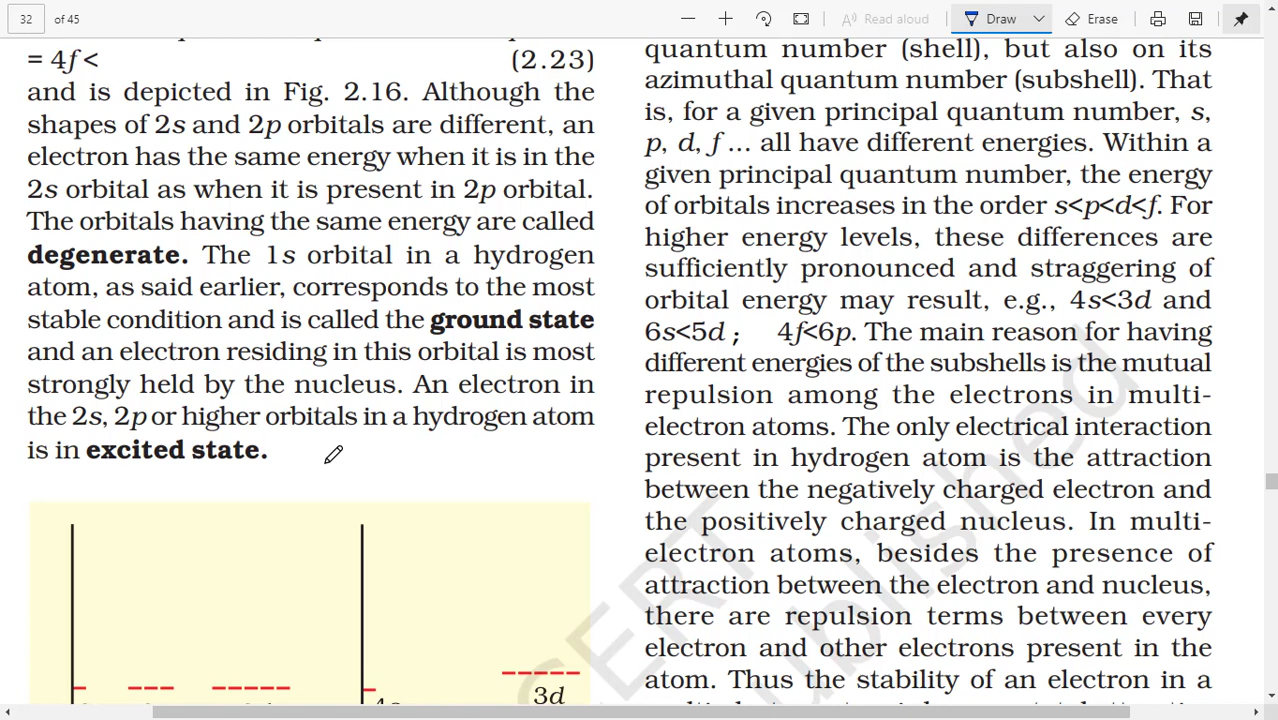 32 of 45 Read aloud Draw Erase
= 4f < (2.23)
and is depicted in Fig. 2.16. Although the
shapes of 2s and 2p orbitals are different, an
electron has the same energy when it is in the
2s orbital as when it is present in 2p orbital.
The orbitals having the same energy are called
degenerate. The 1s orbital in a hydrogen
atom, as said earlier, corresponds to the most
stable condition and is called the ground state
and an electron residing in this orbital is most
strongly held by the nucleus. An electron in
the 2s, 2p or higher orbitals in a hydrogen atom
is in excited state.
3d
quantum number (shell), but also on its
azimuthal quantum number (subshell). That
is, for a given principal quantum number, s,
p, d, f ... all have different energies. Within a
given principal quantum number, the energy
of orbitals increases in the order s<p<d<f. For
higher energy levels, these differences are
sufficiently pronounced and straggering of
orbital energy may result, e.g., 4s<3d and
6s<5d ; 4f<6p. The main reason for having
different energies of the subshells is the mutual
repulsion among the electrons in multi-
electron atoms. The only electrical interaction
present in hydrogen atom is the attraction
between the negatively charged electron and
the positively charged nucleus. In multi-
electron atoms, besides the presence of
attraction between the electron and nucleus,
there are repulsion terms between every
electron and other electrons present in the
atom. Thus the stability of an electron in a